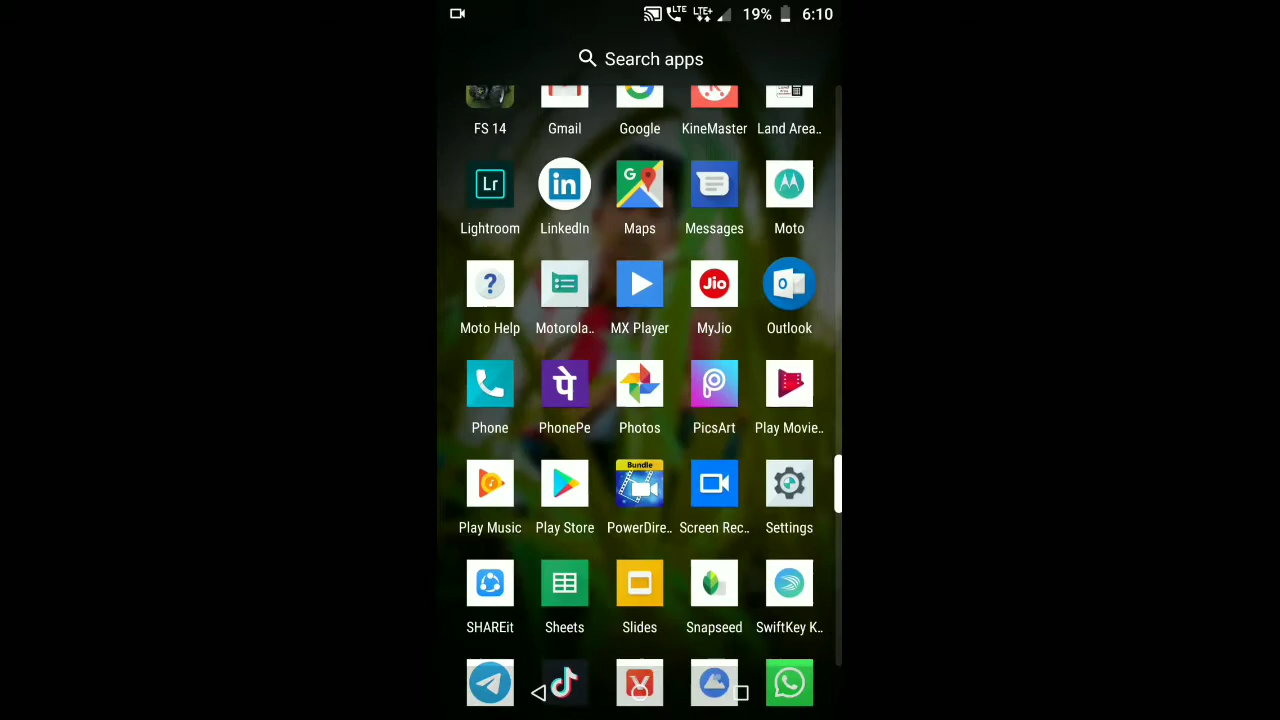 LTE LTE+ 19% 6:10
Search apps
FS 14 Gmail Google KineMaster Land Area..
Lr in G
Lightroom LinkedIn Maps Messages Moto
? Jio O
Moto Help Motorola.. MX Player MyJio Outlook
पे
Phone PhonePe Photos PicsArt Play Movie..
Bundle
Play Music Play Store PowerDire.. Screen Rec.. Settings
SHAREit Sheets Slides Snapseed SwiftKey K..